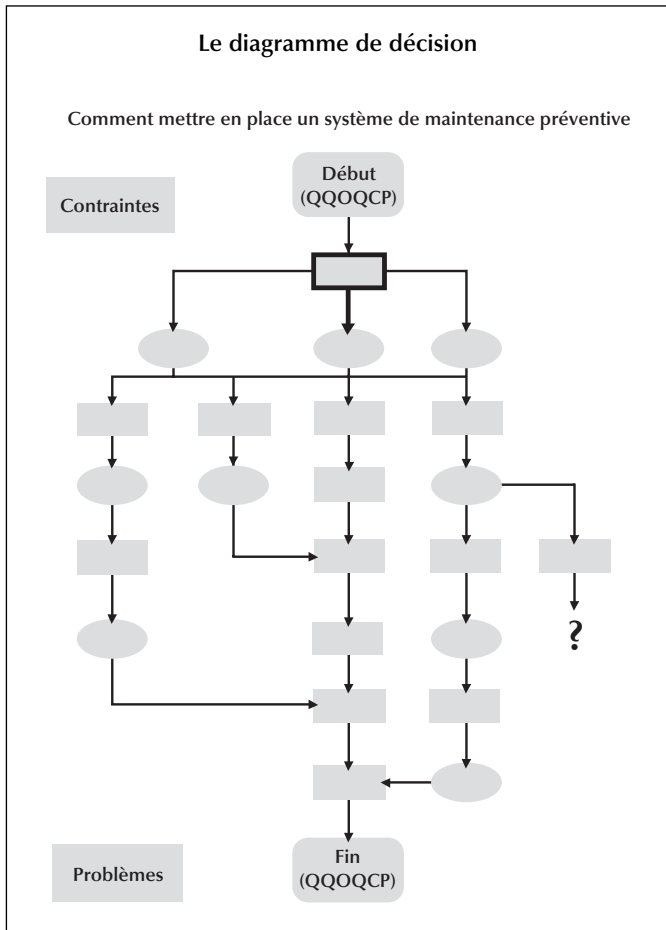 Le diagramme de décision
Comment mettre en place un système de maintenance préventive
Début
(QQOQCP)
Contraintes
?
Fin
(QQOQCP)
Problèmes